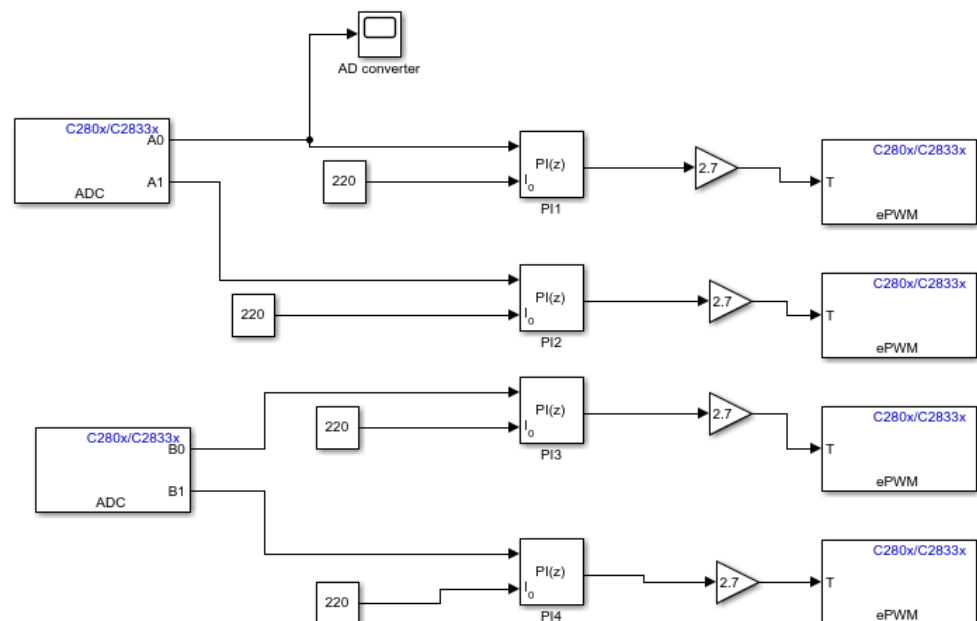 AD converter
C280x/C2833x
A0
A1
ADC
220
PI(z)
I₀
PI1
2.7
C280x/C2833x
T
ePWM
220
PI(z)
I₀
PI2
2.7
C280x/C2833x
T
ePWM
C280x/C2833x
B0
B1
ADC
220
PI(z)
I₀
PI3
2.7
C280x/C2833x
T
ePWM
220
PI(z)
I₀
PI4
2.7
C280x/C2833x
T
ePWM